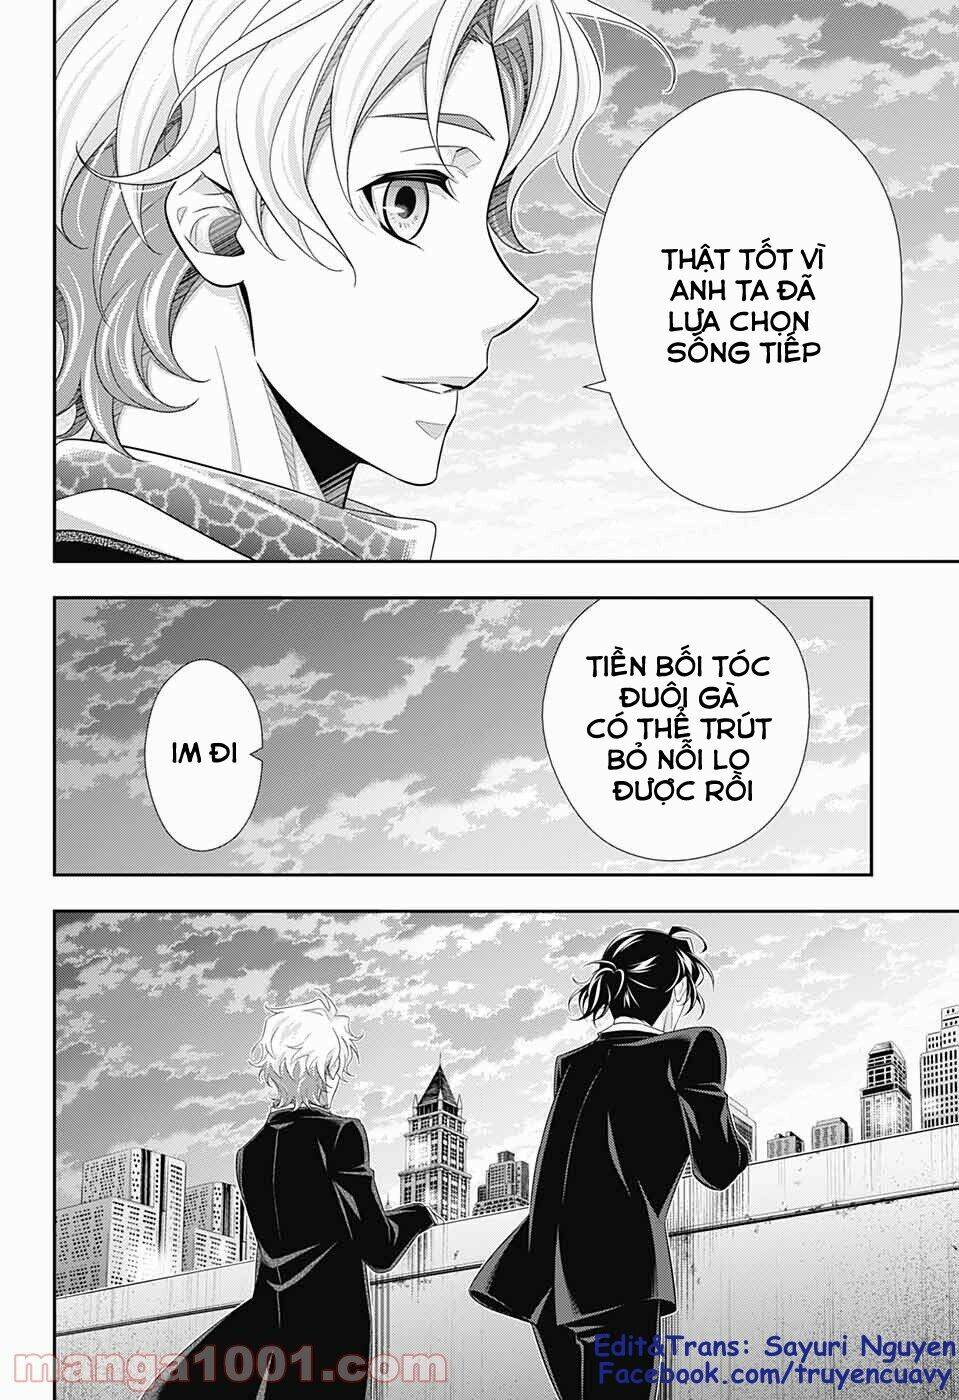 THẬT TỐT VÌ
ANH TA ĐÃ
LỰA CHỌN
SỐNG TIẾP
TIỀN BỐI TÓC
ĐUÔI GÀ
CÓ THỂ TRÚT
BỎ NỖI LO
ĐƯỢC RỒI
IM ĐI
Edit&Trans: Sayuri Nguyen
Facebook.com/truyencuavy
manga1001.com